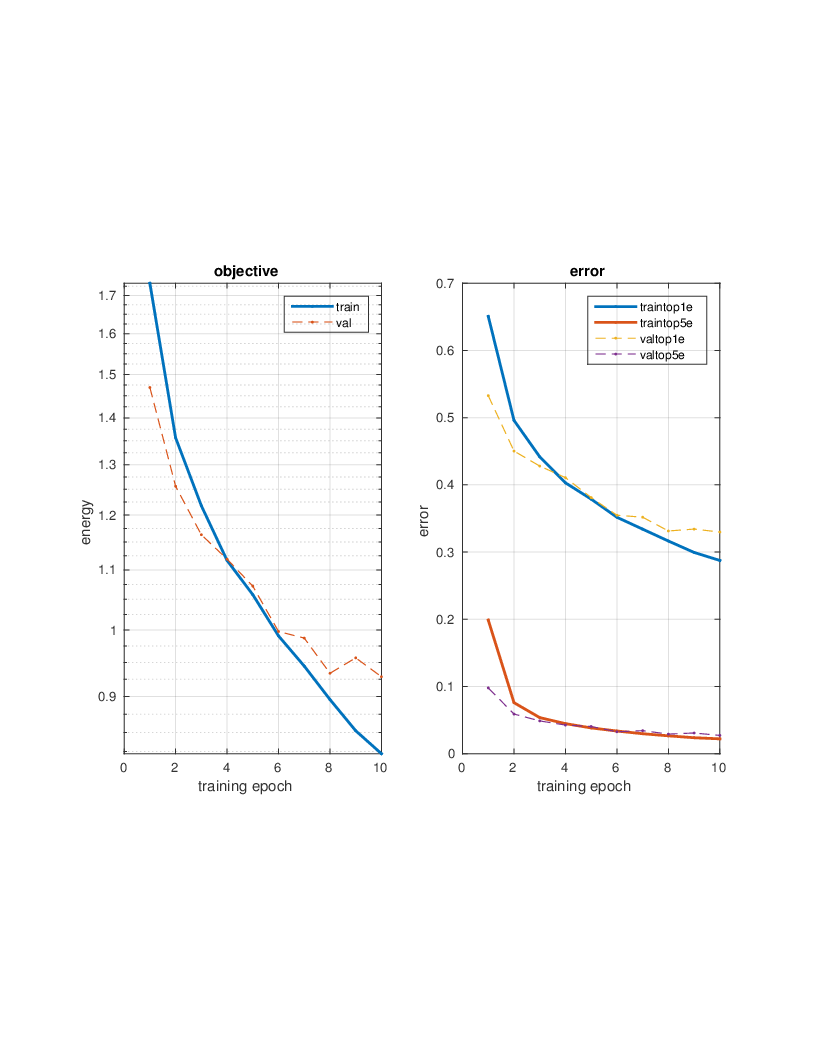 objective
1.7
1.6
1.5
1.4
1.3
1.2
1.1
1
0.9
energy
0 2 4 6 8 10
training epoch
train
val
error
0.7
0.6
0.5
0.4
0.3
0.2
0.1
0
error
0 2 4 6 8 10
training epoch
traintop1e
traintop5e
valtop1e
valtop5e